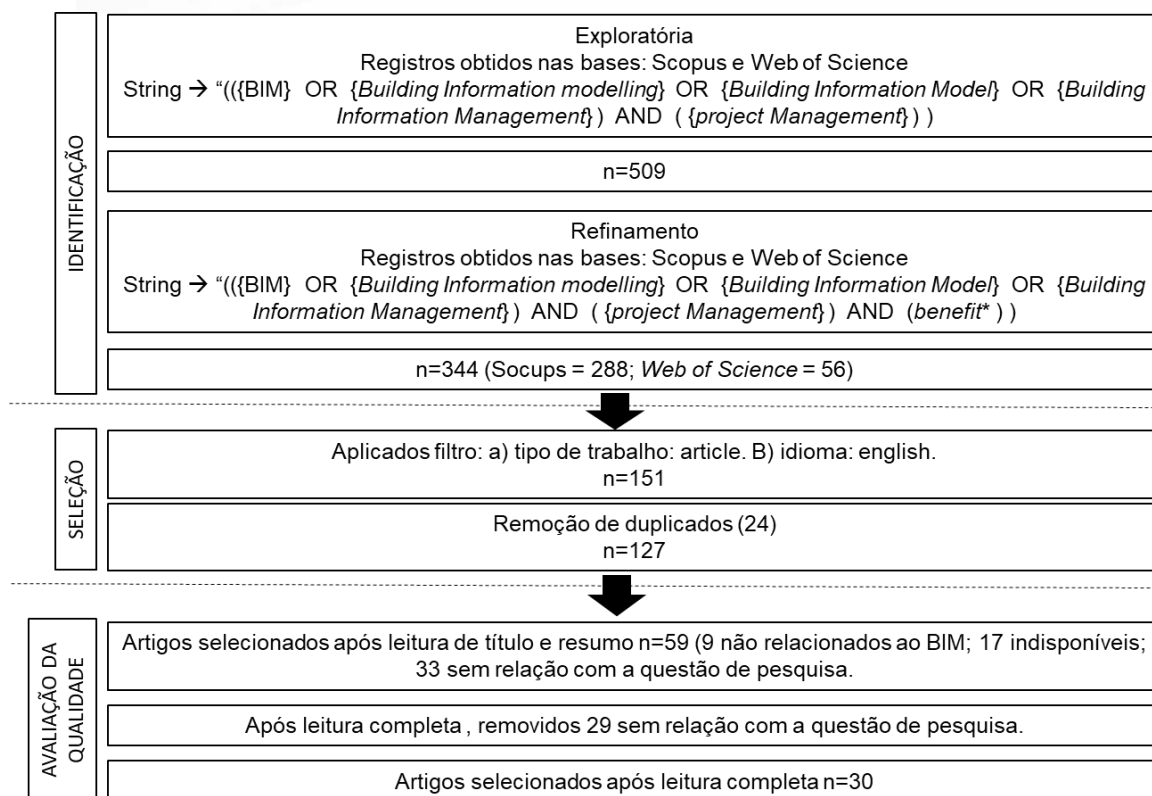 IDENTIFICAÇÃO
Exploratória
Registros obtidos nas bases: Scopus e Web of Science
String → “(({BIM} OR {Building Information modelling} OR {Building Information Model} OR {Building
Information Management}) AND ( {project Management}) )
n=509
Refinamento
Registros obtidos nas bases: Scopus e Web of Science
String → “(({BIM} OR {Building Information modelling} OR {Building Information Model} OR {Building
Information Management}) AND ( {project Management}) AND (benefit* ) )
n=344 (Socups = 288; Web of Science = 56)
SELEÇÃO
Aplicados filtro: a) tipo de trabalho: article. B) idioma: english.
n=151
Remoção de duplicados (24)
n=127
AVALIAÇÃO DA
QUALIDADE
Artigos selecionados após leitura de título e resumo n=59 (9 não relacionados ao BIM; 17 indisponíveis;
33 sem relação com a questão de pesquisa.
Após leitura completa , removidos 29 sem relação com a questão de pesquisa.
Artigos selecionados após leitura completa n=30